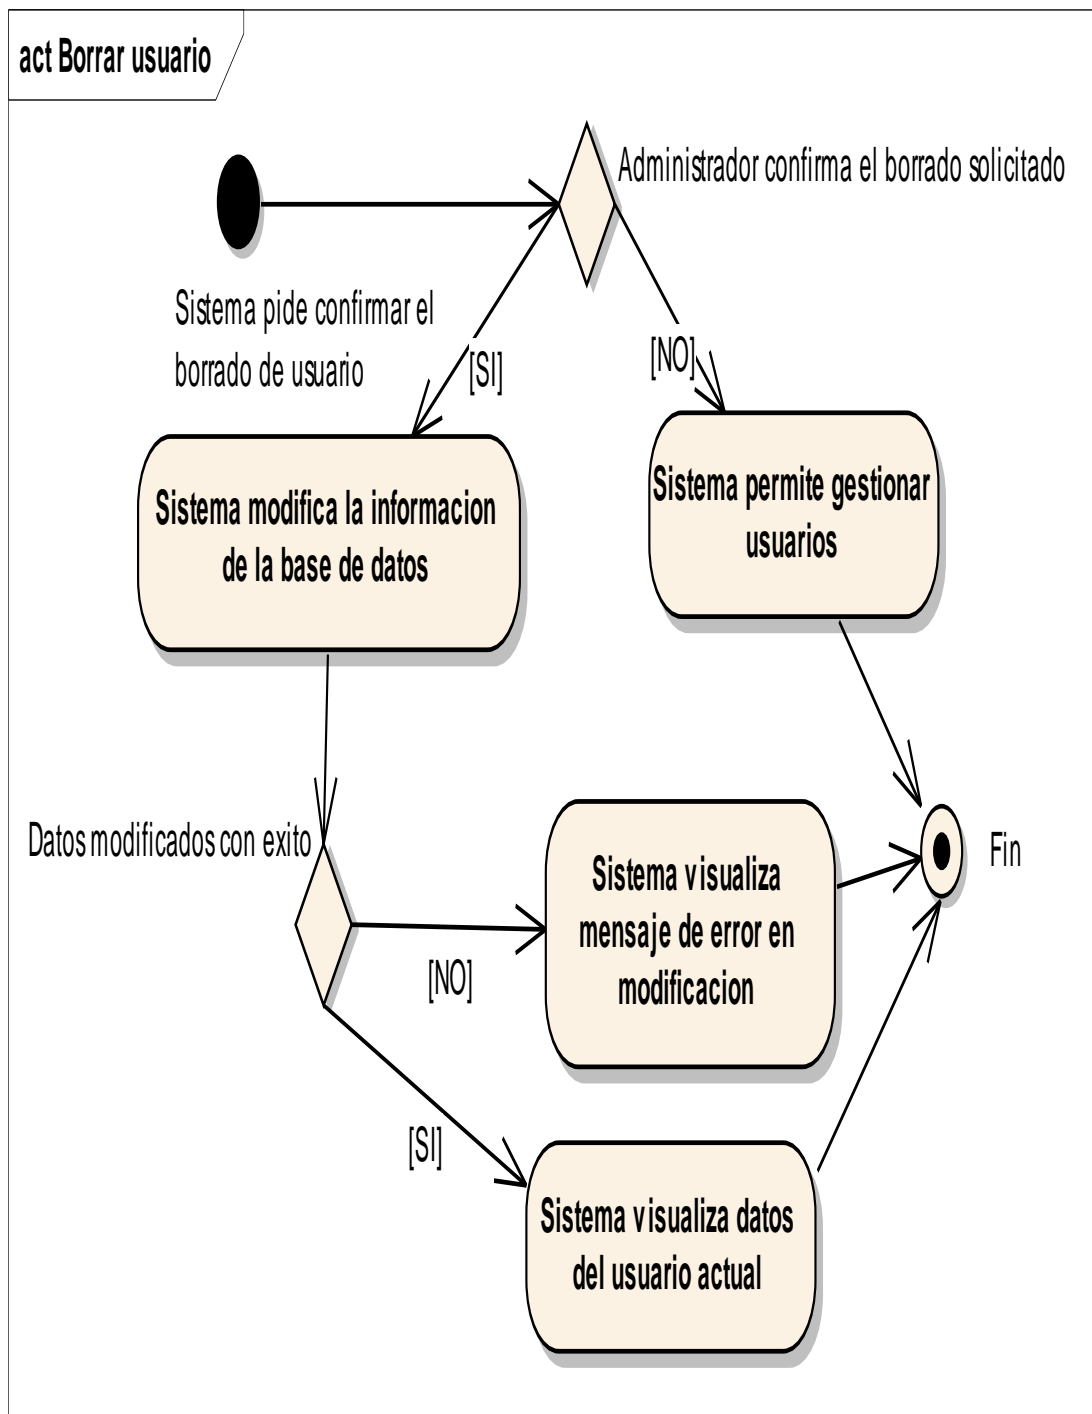 act Borrar usuario
Administrador confirma el borrado solicitado
Sistema pide confirmar el
borrado de usuario
[SI]
[NO]
Sistema modifica la informacion
de la base de datos
Sistema permite gestionar
usuarios
Datos modificados con exito
Sistema visualiza
mensaje de error en
modificacion
Fin
[NO]
[SI]
Sistema visualiza datos
del usuario actual